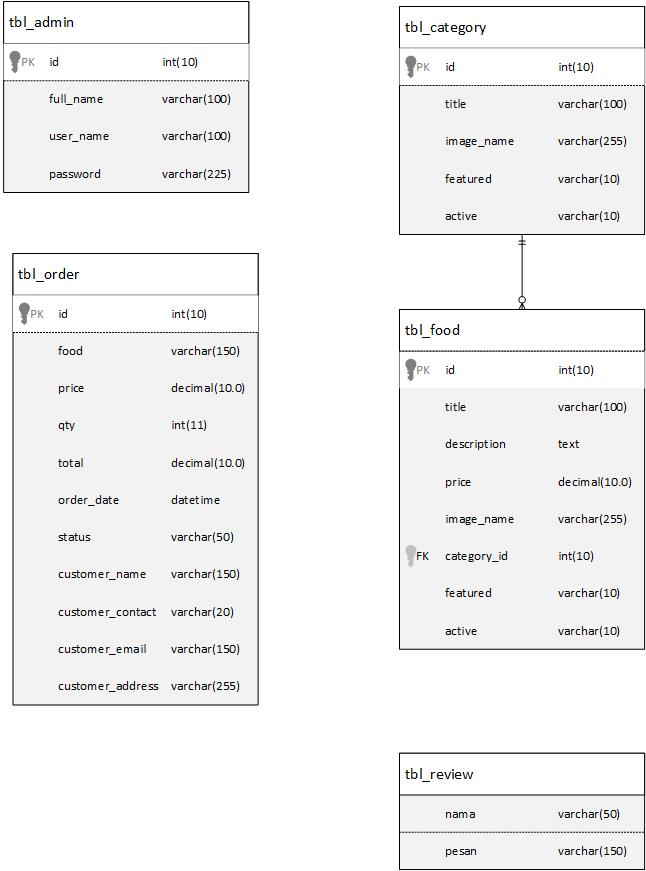 tbl_admin
PK id int(10)
full_name varchar(100)
user_name varchar(100)
password varchar(225)
tbl_category
PK id int(10)
title varchar(100)
image_name varchar(255)
featured varchar(10)
active varchar(10)
tbl_order
PK id int(10)
food varchar(150)
price decimal(10.0)
qty int(11)
total decimal(10.0)
order_date datetime
status varchar(50)
customer_name varchar(150)
customer_contact varchar(20)
customer_email varchar(150)
customer_address varchar(255)
tbl_food
PK id int(10)
title varchar(100)
description text
price decimal(10.0)
image_name varchar(255)
FK category_id int(10)
featured varchar(10)
active varchar(10)
tbl_review
nama varchar(50)
pesan varchar(150)